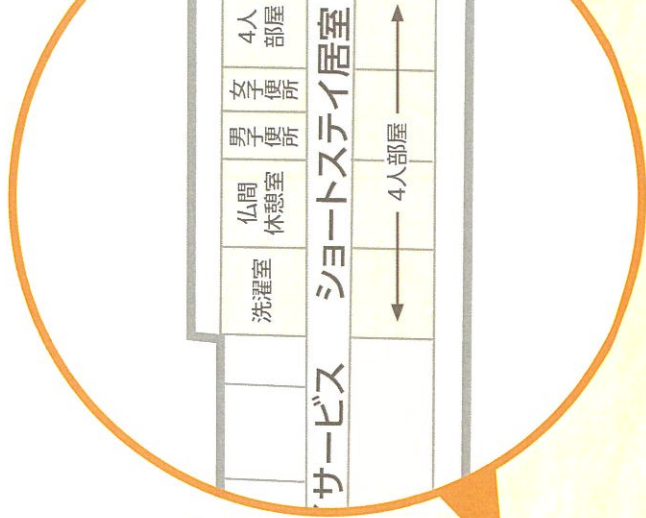 洗濯室
仏間
休憩室
男子
便所
女子
便所
4人
部屋
サービス ショートステイ居室
4人部屋